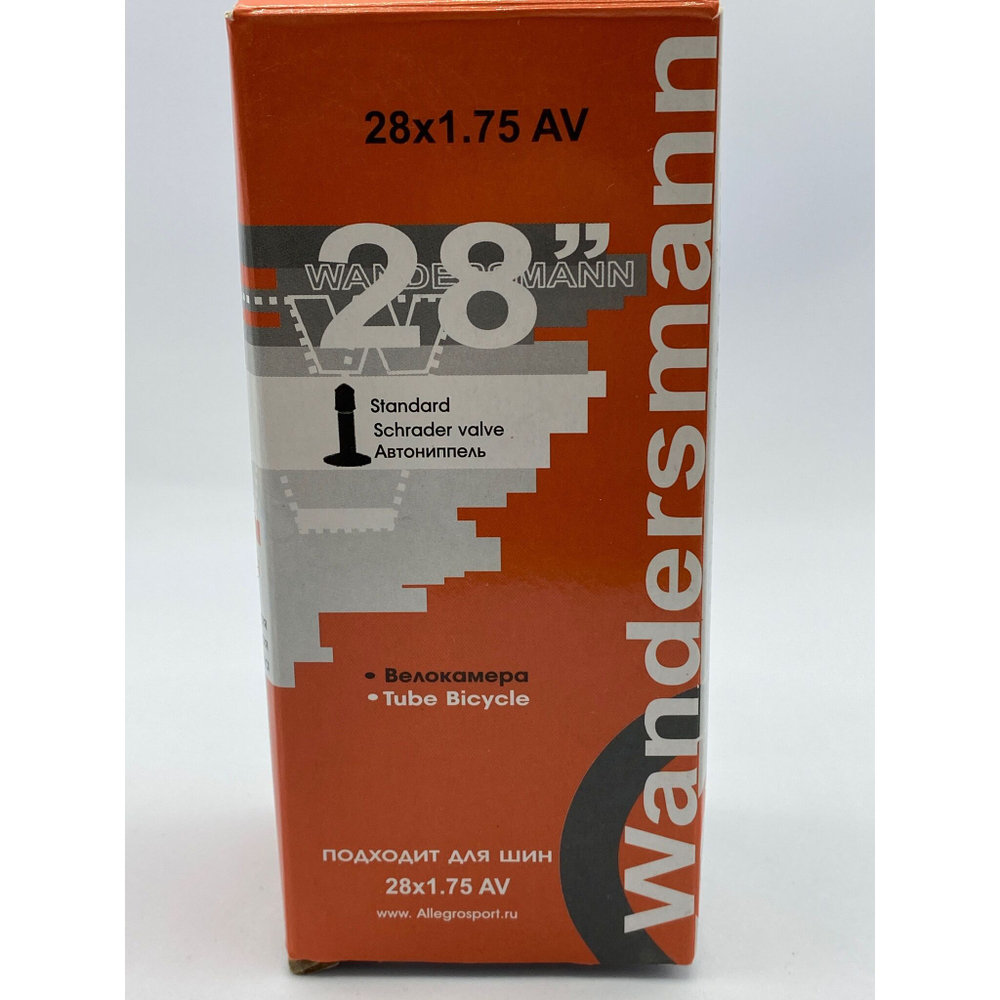 28x1.75 AV
28”
WANDERSMANN
Standard
Schrader valve
Автониппель
• Велокамера
• Tube Bicycle
ПОДХОДИТ ДЛЯ ШИН
28x1.75 AV
www. Allegrosport.ru
Wandersmann